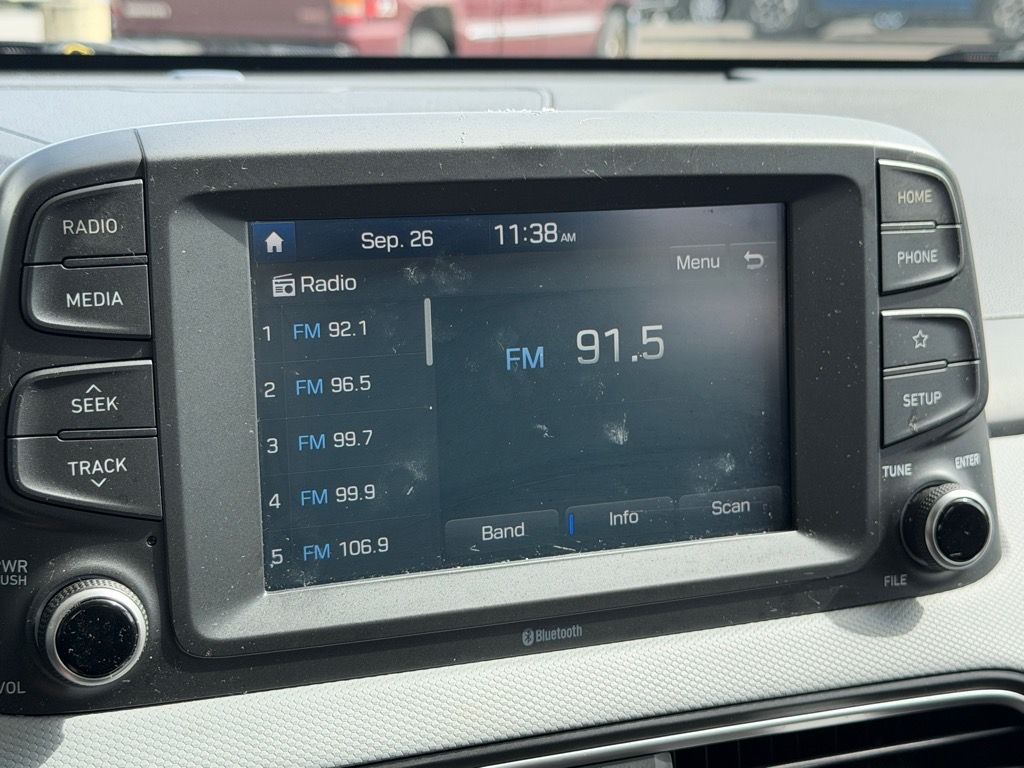 RADIO
MEDIA
SEEK
TRACK
VOL
Sep. 26 11:38 AM
Radio
Menu
1 FM 92.1
2 FM 96.5
3 FM 99.7
4 FM 99.9
5 FM 106.9
FM 91.5
Band Info Scan
Bluetooth
HOME
PHONE
SETUP
TUNE ENTER
FILE